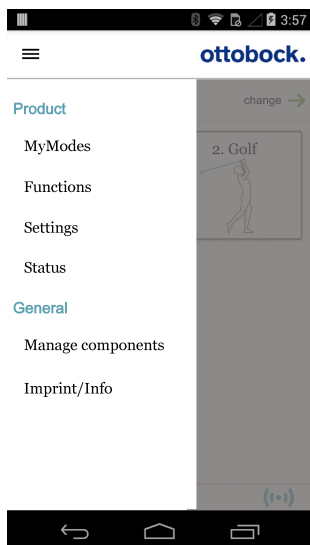 3:57
ottobock.
Product
change
MyModes
2. Golf
Functions
Settings
Status
General
Manage components
Imprint/Info